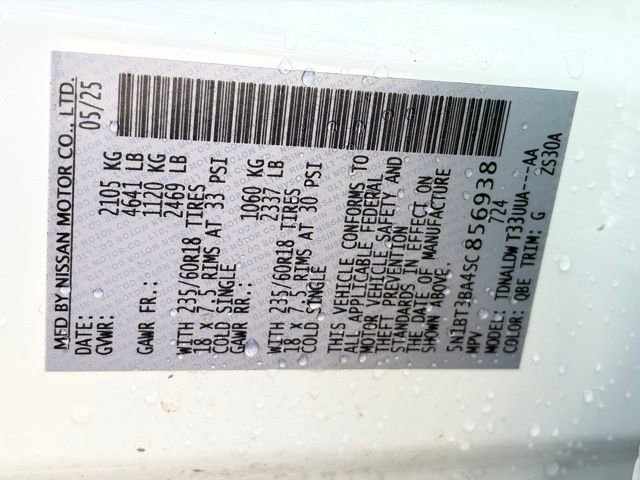 MFD BY NISSAN MOTOR CO., LTD.
DATE: 05/25
GVWR: 2105 KG
4641 LB
GAWR FR.: 1120 KG
2469 LB
WITH 235/60R18 TIRES
18 X 7.5 RIMS AT 33 PSI
COLD SINGLE
GAWR RR.: 1060 KG
2337 LB
WITH 235/60R18 TIRES
18 X 7.5 RIMS AT 30 PSI
COLD SINGLE
THIS VEHICLE CONFORMS TO
ALL APPLICABLE FEDERAL
MOTOR VEHICLE SAFETY AND
THEFT PREVENTION
STANDARDS IN EFFECT ON
THE DATE OF MANUFACTURE
SHOWN ABOVE.
5N1BT3BA4SC856938
MPV 724
MODEL: TDNALDW T33UUA---AA
COLOR: QBE TRIM: G ZS30A